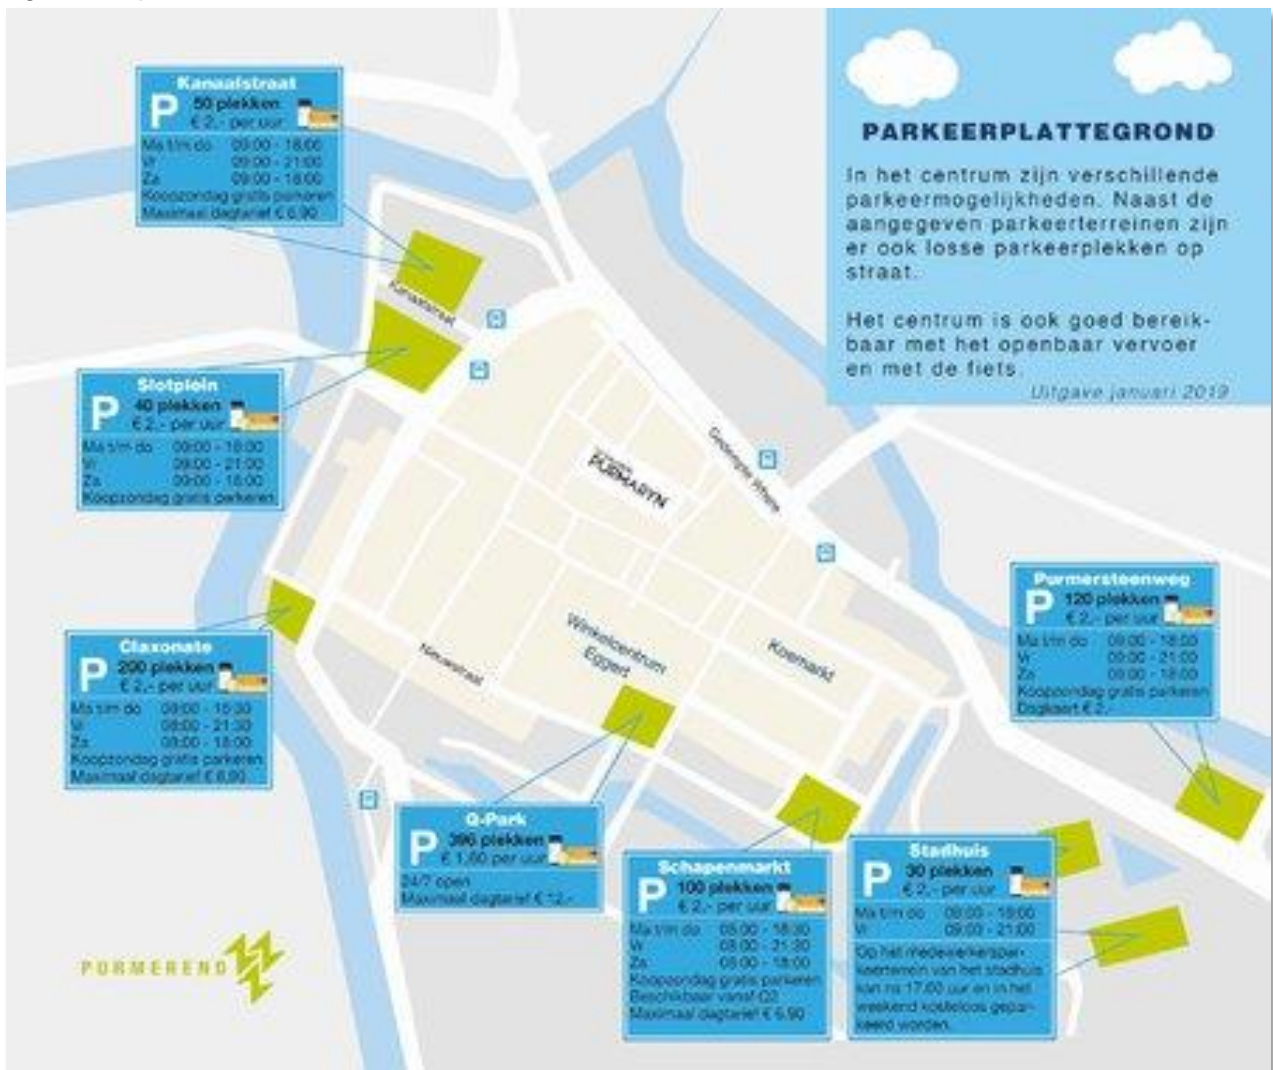 Kanaalstraat
P 50 plekken
€ 2,- per uur
Ma t/m do 09:00 - 18:00
Vr 09:00 - 21:00
Za 09:00 - 18:00
Koopzondag gratis parkeren
Maximaal dagtarief € 6,90
PARKEERPLATTEGROND
In het centrum zijn verschillende
parkeermogelijkheden. Naast de
aangegeven parkeerterreinen zijn
er ook losse parkeerplekken op
straat.
Het centrum is ook goed bereik-
baar met het openbaar vervoer
en met de fiets.
Uitgave januari 2019
Kanaalstraat
Slotplein
P 40 plekken
€ 2,- per uur
Ma t/m do 09:00 - 18:00
Vr 09:00 - 21:00
Za 09:00 - 18:00
Koopzondag gratis parkeren
Gedempte Where
PURMARYN
Purmersteenweg
P 120 plekken
€ 2,- per uur
Ma t/m do 09:00 - 18:00
Vr 09:00 - 21:00
Za 09:00 - 18:00
Koopzondag gratis parkeren
Dagkaart € 2,-
Claxonate
P 200 plekken
€ 2,- per uur
Ma t/m do 08:00 - 18:30
Vr 08:00 - 21:30
Za 08:00 - 18:00
Koopzondag gratis parkeren
Maximaal dagtarief € 6,90
Winkelcentrum
Eggert
Koemarkt
Nieuwstraat
Q-Park
P 396 plekken
€ 1,60 per uur
24/7 open
Maximaal dagtarief € 12,-
Schapenmarkt
P 100 plekken
€ 2,- per uur
Ma t/m do 08:00 - 18:30
Vr 08:00 - 21:30
Za 08:00 - 18:00
Koopzondag gratis parkeren
Beschikbaar vanaf Q2
Maximaal dagtarief € 6,90
Stadhuis
P 30 plekken
€ 2,- per uur
Ma t/m do 09:00 - 18:00
Vr 09:00 - 21:00
Op het medewerkerspar-
keerterrein van het stadhuis
kan na 17.00 uur en in het
weekend kosteloos gepar-
keerd worden.
PURMEREND